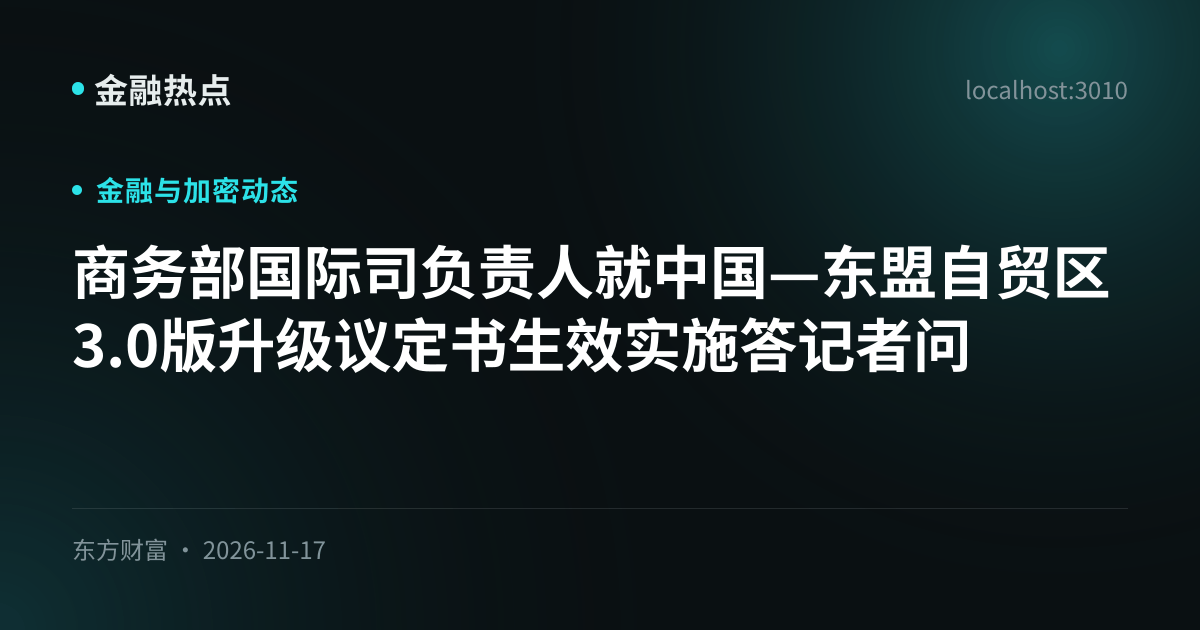 金融热点
localhost:3010
金融与加密动态
商务部国际司负责人就中国—东盟自贸区
3.0版升级议定书生效实施答记者问
东方财富 • 2026-11-17